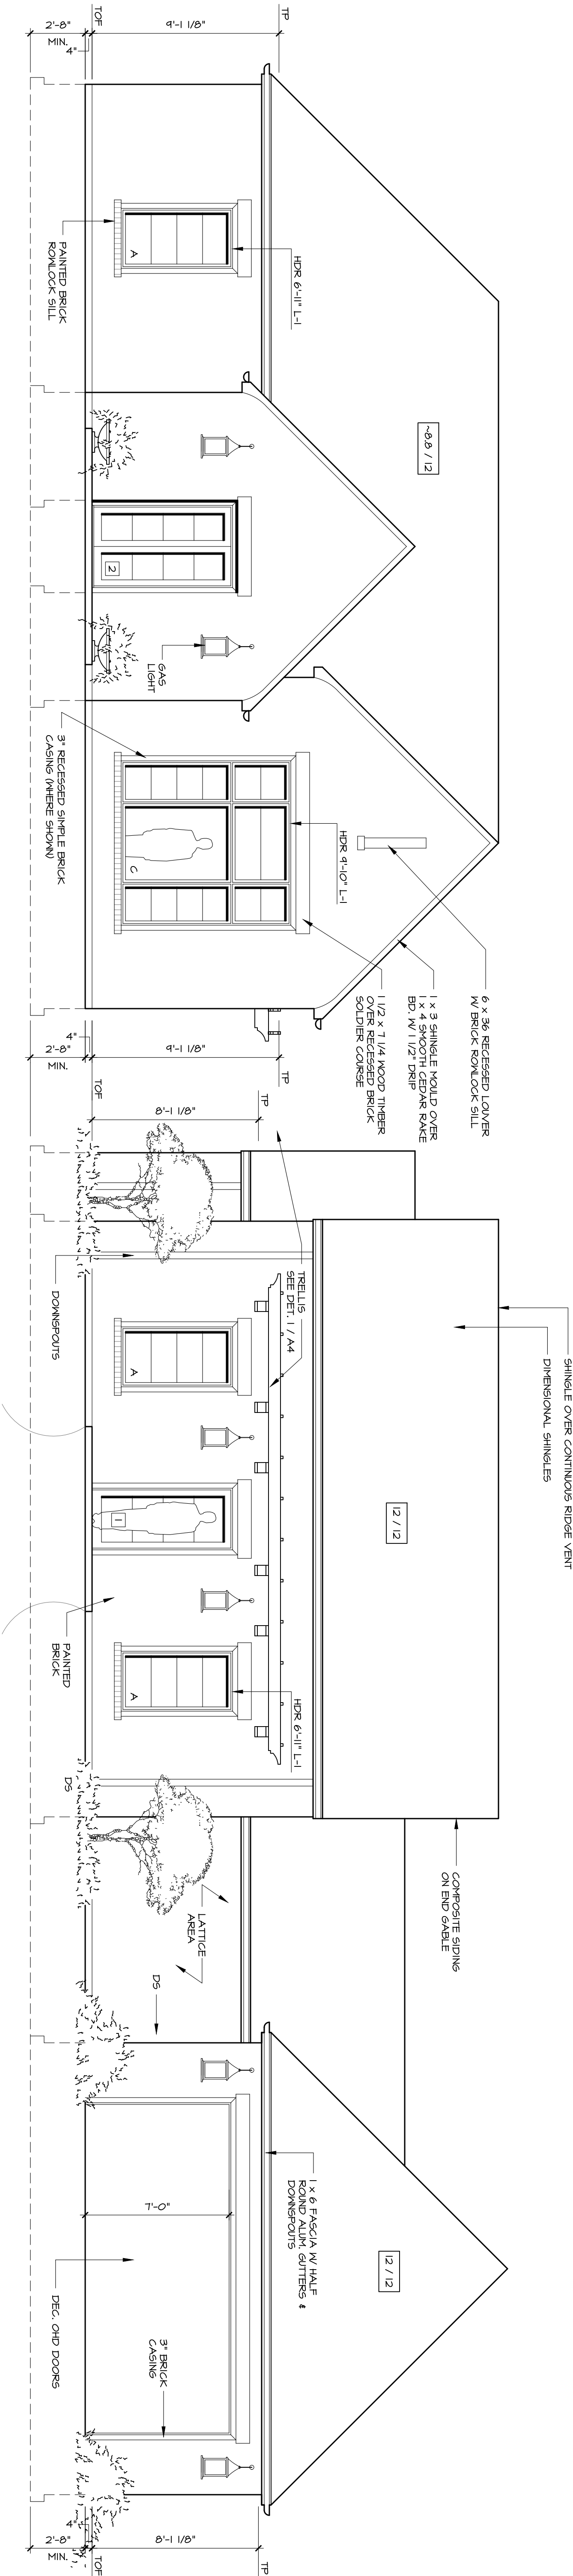 TP
9'-1 1/8"
TOF
4"
2'-8"
MIN.
HDR 6'-11" L-1
A
PAINTED BRICK
ROWLOCK SILL
~8.8 / 12
2
GAS
LIGHT
3" RECESSED SIMPLE BRICK
CASING (WHERE SHOWN)
HDR 9'-10" L-1
C
6 x 36 RECESSED LOUVER
W/ BRICK ROWLOCK SILL
1 x 3 SHINGLE MOULD OVER
1 x 4 SMOOTH CEDAR RAKE
BD. W/ 1 1/2" DRIP
1 1/2 x 7 1/4 WOOD TIMBER
OVER RECESSED BRICK
SOLDIER COURSE
TP
9'-1 1/8"
4"
2'-8"
MIN.
TOF
TP
8'-1 1/8"
SHINGLE OVER CONTINUOUS RIDGE VENT
DIMENSIONAL SHINGLES
12 / 12
TRELLIS
SEE DET. 1 / A4
DOWNSPOUTS
A
1
A
HDR 6'-11" L-1
PAINTED
BRICK
DS
COMPOSITE SIDING
ON END GABLE
LATTICE
AREA
DS
12 / 12
1 x 6 FASCIA W/ HALF
ROUND ALUM. GUTTERS &
DOWNSPOUTS
7'-0"
DEC. OHD DOORS
3" BRICK
CASING
TP
8'-1 1/8"
TOF
4"
2'-8"
MIN.